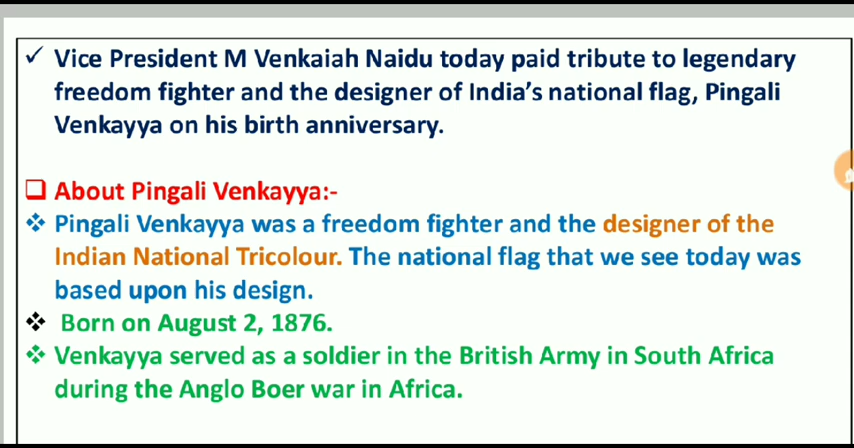 ✓ Vice President M Venkaiah Naidu today paid tribute to legendary
freedom fighter and the designer of India's national flag, Pingali
Venkayya on his birth anniversary.
❑ About Pingali Venkayya:-
❖ Pingali Venkayya was a freedom fighter and the designer of the
Indian National Tricolour. The national flag that we see today was
based upon his design.
❖ Born on August 2, 1876.
❖ Venkayya served as a soldier in the British Army in South Africa
during the Anglo Boer war in Africa.